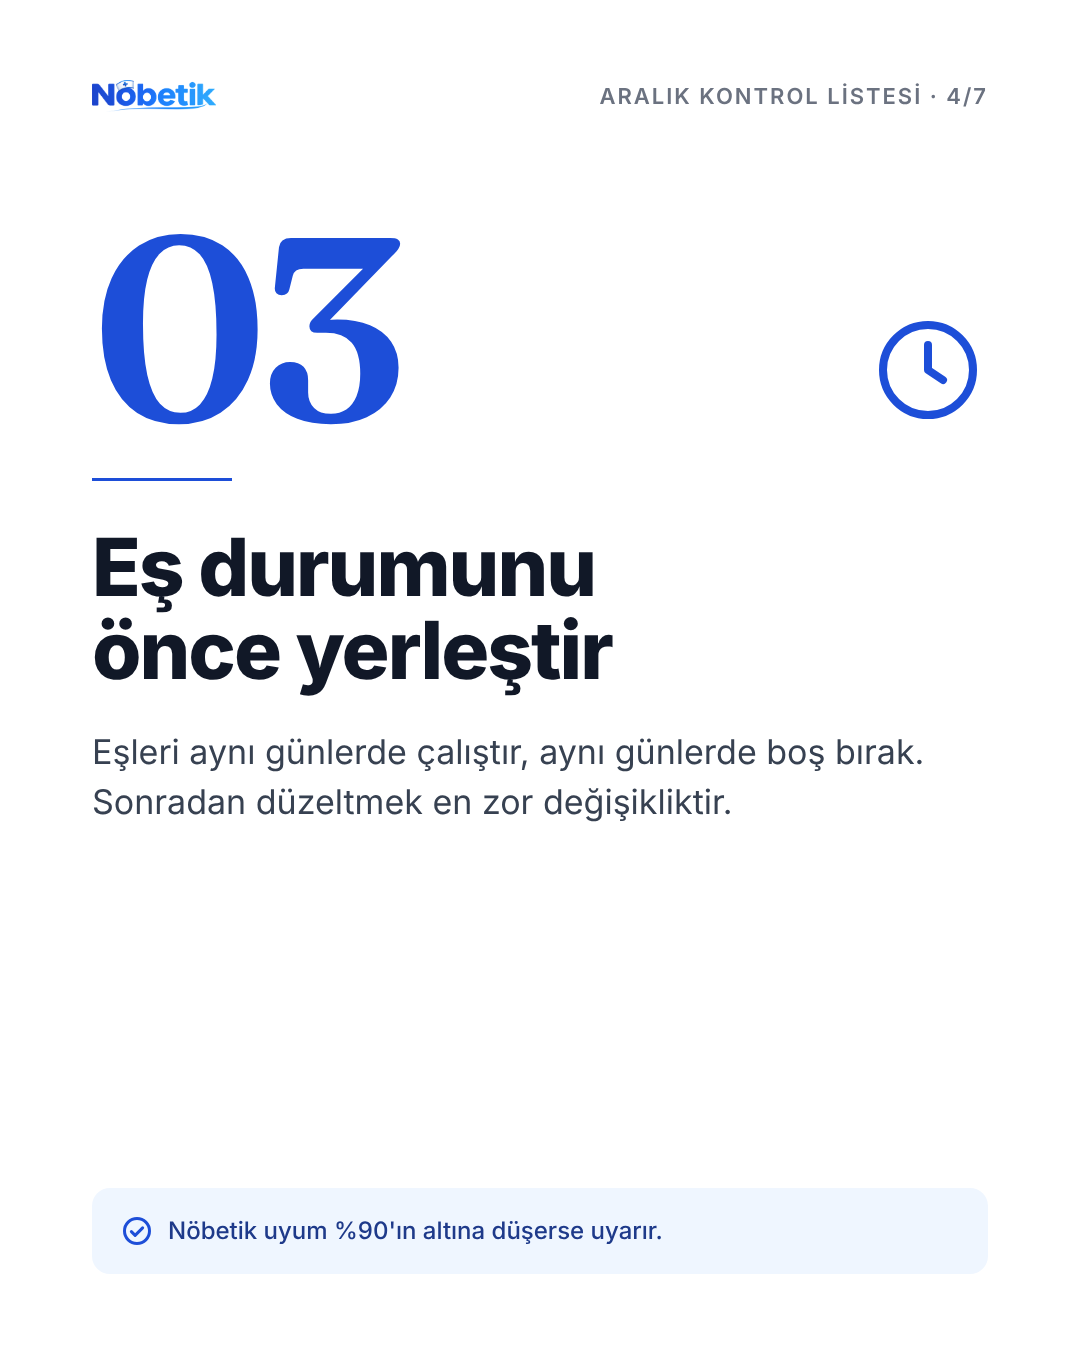 Nöbetik
ARALIK KONTROL LİSTESİ · 4/7
03
Eş durumunu
önce yerleştir
Eşleri aynı günlerde çalıştır, aynı günlerde boş bırak.
Sonradan düzeltmek en zor değişikliktir.
Nöbetik uyum %90'ın altına düşerse uyarır.